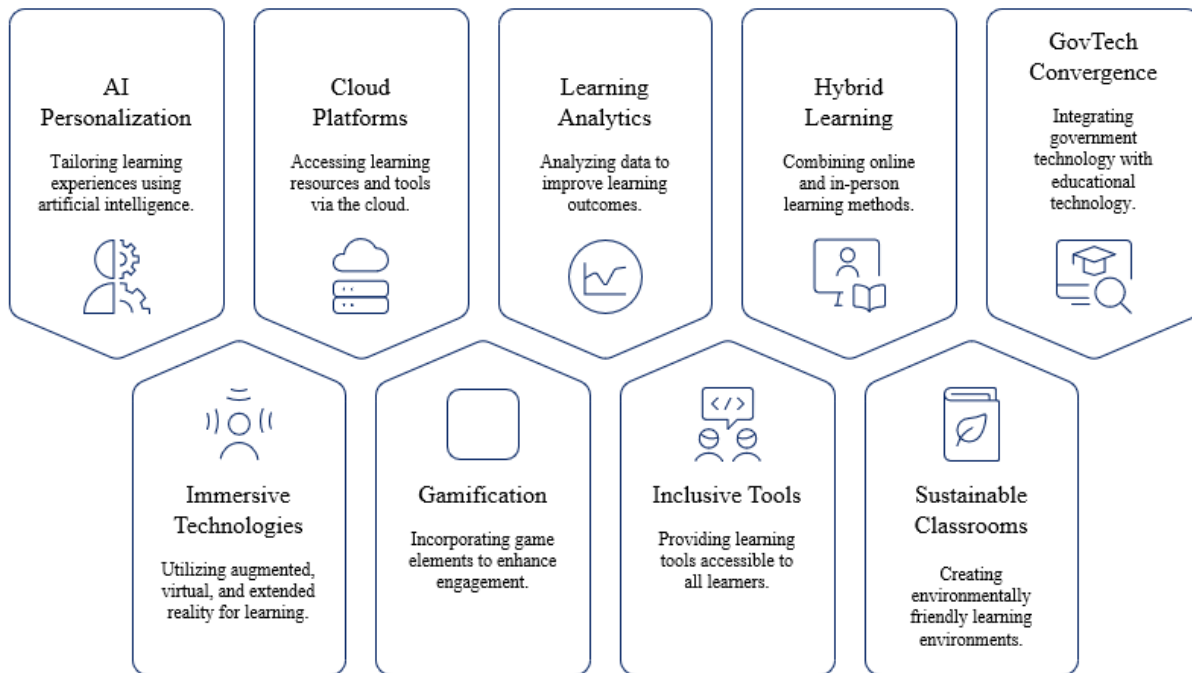 AI
Personalization
Tailoring learning
experiences using
artificial intelligence.
Cloud
Platforms
Accessing learning
resources and tools
via the cloud.
Learning
Analytics
Analyzing data to
improve learning
outcomes.
Hybrid
Learning
Combining online
and in-person
learning methods.
GovTech
Convergence
Integrating
government
technology with
educational
technology.
Immersive
Technologies
Utilizing augmented,
virtual, and extended
reality for learning.
Gamification
Incorporating game
elements to enhance
engagement.
</>
Inclusive Tools
Providing learning
tools accessible to
all learners.
Sustainable
Classrooms
Creating
environmentally
friendly learning
environments.